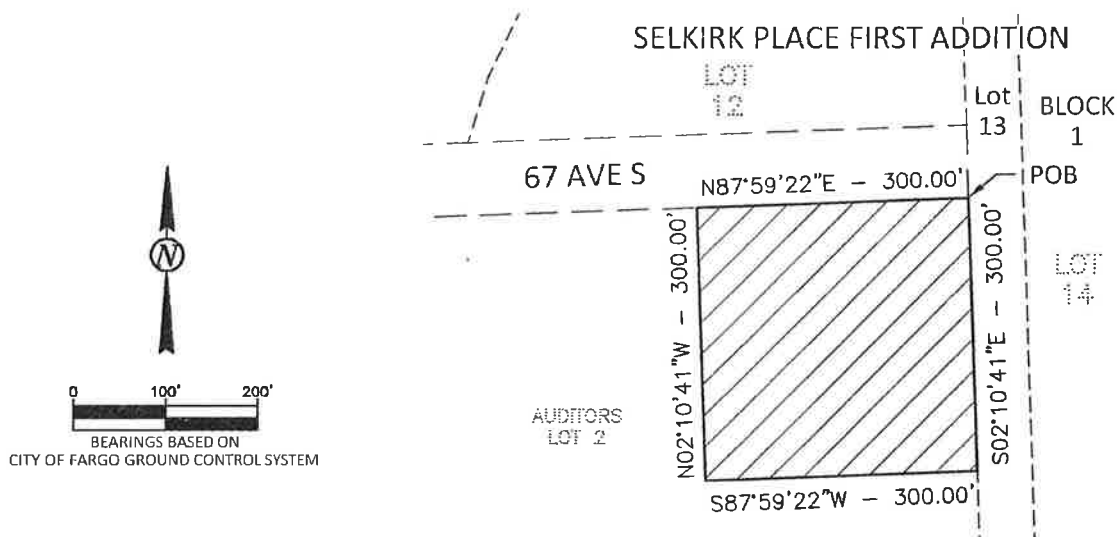 SELKIRK PLACE FIRST ADDITION
LOT
12
Lot
13
BLOCK
1
67 AVE S
N87°59'22"E - 300.00'
POB
N02°10'41"W - 300.00'
S02°10'41"E - 300.00'
LOT
14
N
0 100' 200'
BEARINGS BASED ON
CITY OF FARGO GROUND CONTROL SYSTEM
AUDITORS
LOT 2
S87°59'22"W - 300.00'